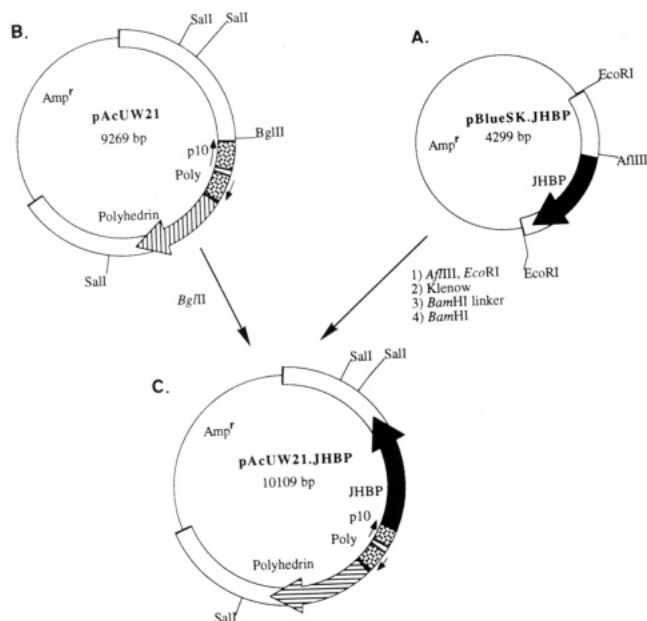 B.
SalI
SalI
Amp^r
pAcUW21
9269 bp
BglII
p10
Poly
Polyhedrin
SalI
BglII
A.
EcoRI
pBlueSK.JHBP
4299 bp
Amp^r
AflIII
JHBP
EcoRI
1) AflIII, EcoRI
2) Klenow
3) BamHI linker
4) BamHI
C.
SalI
SalI
Amp^r
pAcUW21.JHBP
10109 bp
JHBP
p10
Poly
Polyhedrin
SalI